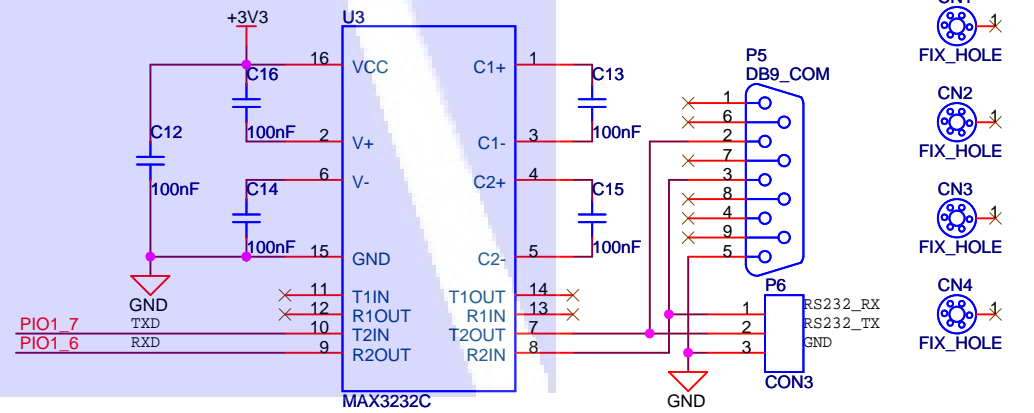 +3V3
U3
16
VCC
C16
100nF
2
V+
C12
100nF
6
V-
C14
100nF
15
GND
GND
11
T1IN
12
R1OUT
PIO1_7
TXD
10
T2IN
PIO1_6
RXD
9
R2OUT
C1+
1
C13
100nF
C1-
3
C2+
4
C15
100nF
C2-
5
T1OUT
14
R1IN
13
T2OUT
7
R2IN
8
MAX3232C
P5
DB9_COM
1
6
2
7
3
8
4
9
5
P6
1
RS232_RX
2
RS232_TX
3
GND
CON3
GND
1
FIX_HOLE
CN2
1
FIX_HOLE
CN3
1
FIX_HOLE
CN4
1
FIX_HOLE